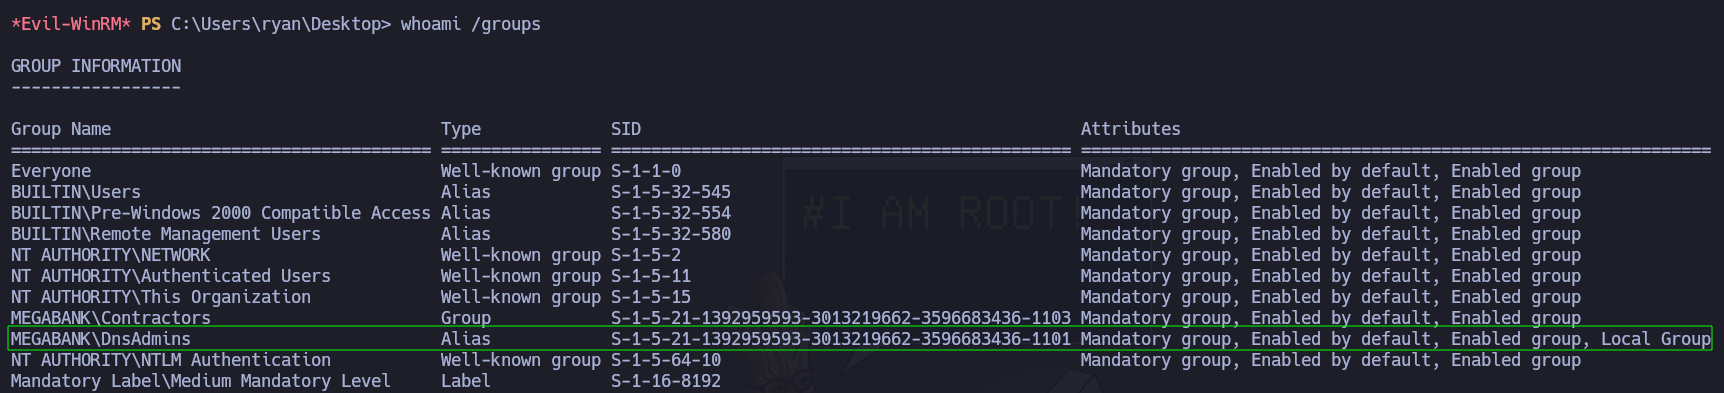 *Evil-WinRM* PS C:\Users\ryan\Desktop> whoami /groups
GROUP INFORMATION
-----------------
Group Name                                 Type             SID                                            Attributes
========================================== ================ ============================================== ===============================================================
Everyone                                   Well-known group S-1-1-0                                        Mandatory group, Enabled by default, Enabled group
BUILTIN\Users                              Alias            S-1-5-32-545                                   Mandatory group, Enabled by default, Enabled group
BUILTIN\Pre-Windows 2000 Compatible Access Alias            S-1-5-32-554                                   Mandatory group, Enabled by default, Enabled group
BUILTIN\Remote Management Users            Alias            S-1-5-32-580                                   Mandatory group, Enabled by default, Enabled group
NT AUTHORITY\NETWORK                       Well-known group S-1-5-2                                        Mandatory group, Enabled by default, Enabled group
NT AUTHORITY\Authenticated Users           Well-known group S-1-5-11                                       Mandatory group, Enabled by default, Enabled group
NT AUTHORITY\This Organization             Well-known group S-1-5-15                                       Mandatory group, Enabled by default, Enabled group
MEGABANK\Contractors                       Group            S-1-5-21-1392959593-3013219662-3596683436-1103 Mandatory group, Enabled by default, Enabled group
MEGABANK\DnsAdmins                         Alias            S-1-5-21-1392959593-3013219662-3596683436-1101 Mandatory group, Enabled by default, Enabled group, Local Group
NT AUTHORITY\NTLM Authentication           Well-known group S-1-5-64-10                                    Mandatory group, Enabled by default, Enabled group
Mandatory Label\Medium Mandatory Level     Label            S-1-16-8192
#I AM ROOT!